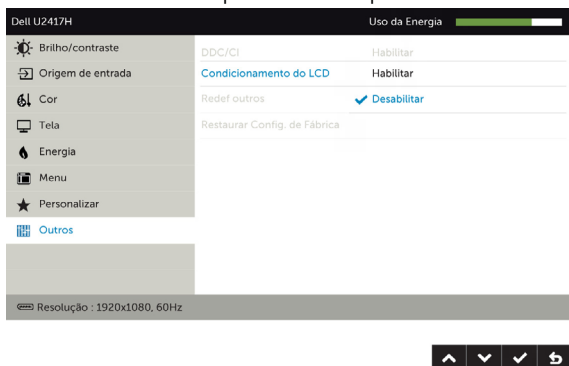 Dell U2417H Uso da Energia
Brilho/contraste
Origem de entrada
Cor
Tela
Energia
Menu
Personalizar
Outros
DDC/CI Habilitar
Condicionamento do LCD Habilitar
Redef outros Desabilitar
Restaurar Config. de Fábrica
Resolução : 1920x1080, 60Hz